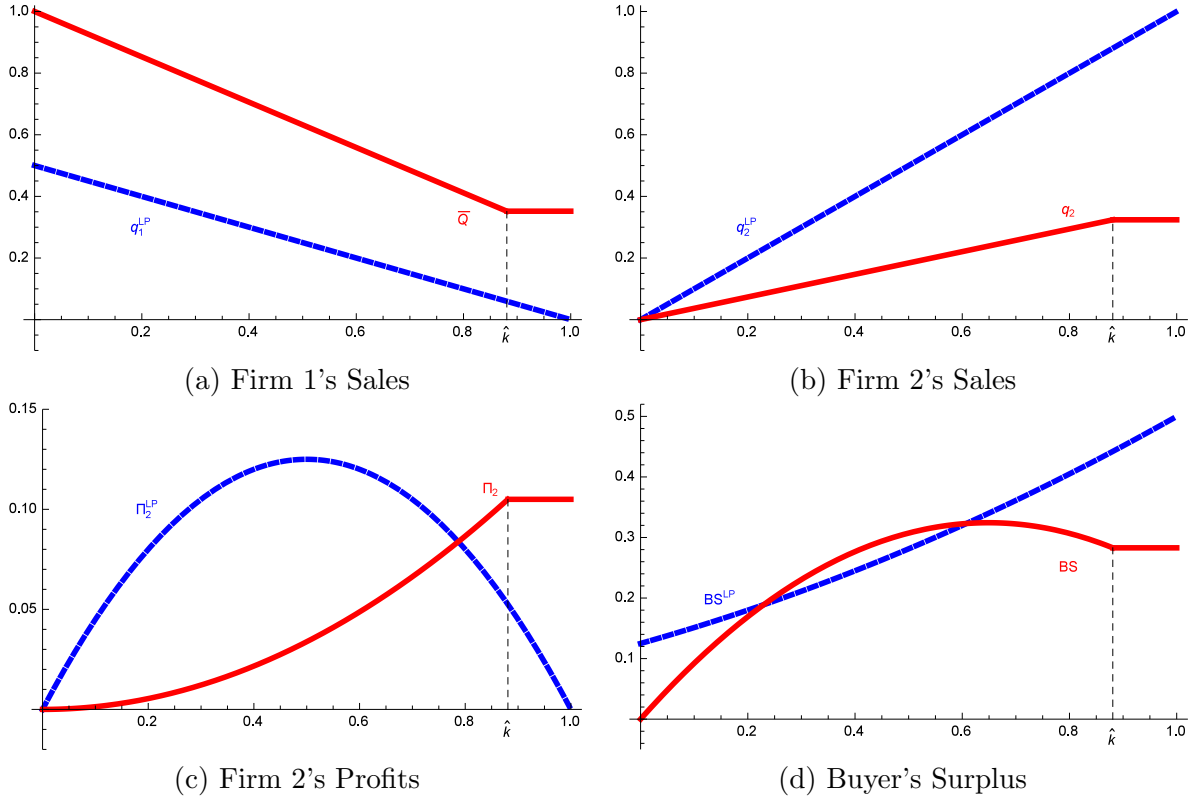 1.0
0.8
0.6
0.4
0.2
q₁ᴸᴾ
Q̅
0.2 0.4 0.6 0.8 k̂ 1.0
(a) Firm 1's Sales
1.0
0.8
0.6
0.4
0.2
q₂ᴸᴾ
q₂
0.2 0.4 0.6 0.8 k̂ 1.0
(b) Firm 2's Sales
0.15
0.10
0.05
Π₂ᴸᴾ
Π₂
0.2 0.4 0.6 0.8 k̂ 1.0
(c) Firm 2's Profits
0.5
0.4
0.3
0.2
0.1
BSᴸᴾ
BS
0.2 0.4 0.6 0.8 k̂ 1.0
(d) Buyer's Surplus